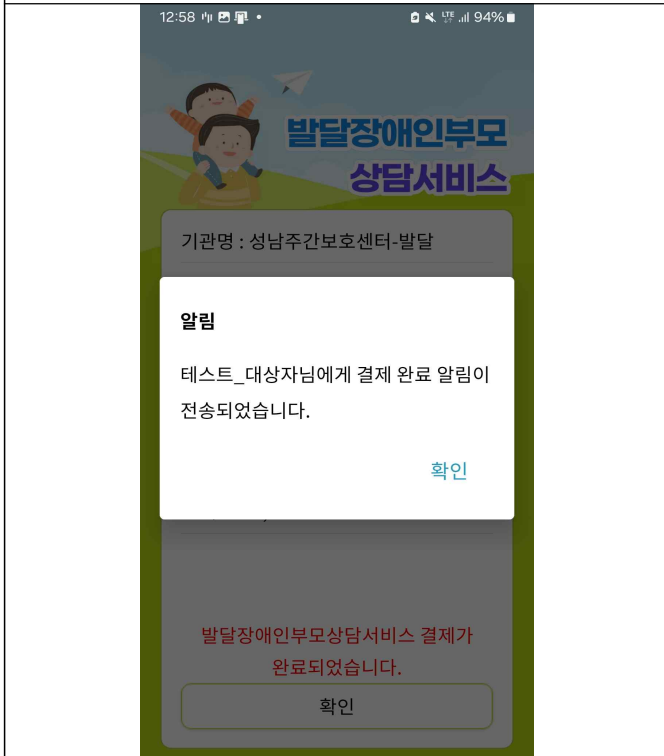 12:58
LTE 94%
발달장애인부모
상담서비스
기관명 : 성남주간보호센터-발달
알림
테스트_대상자님에게 결제 완료 알림이
전송되었습니다.
확인
발달장애인부모상담서비스 결제가
완료되었습니다.
확인